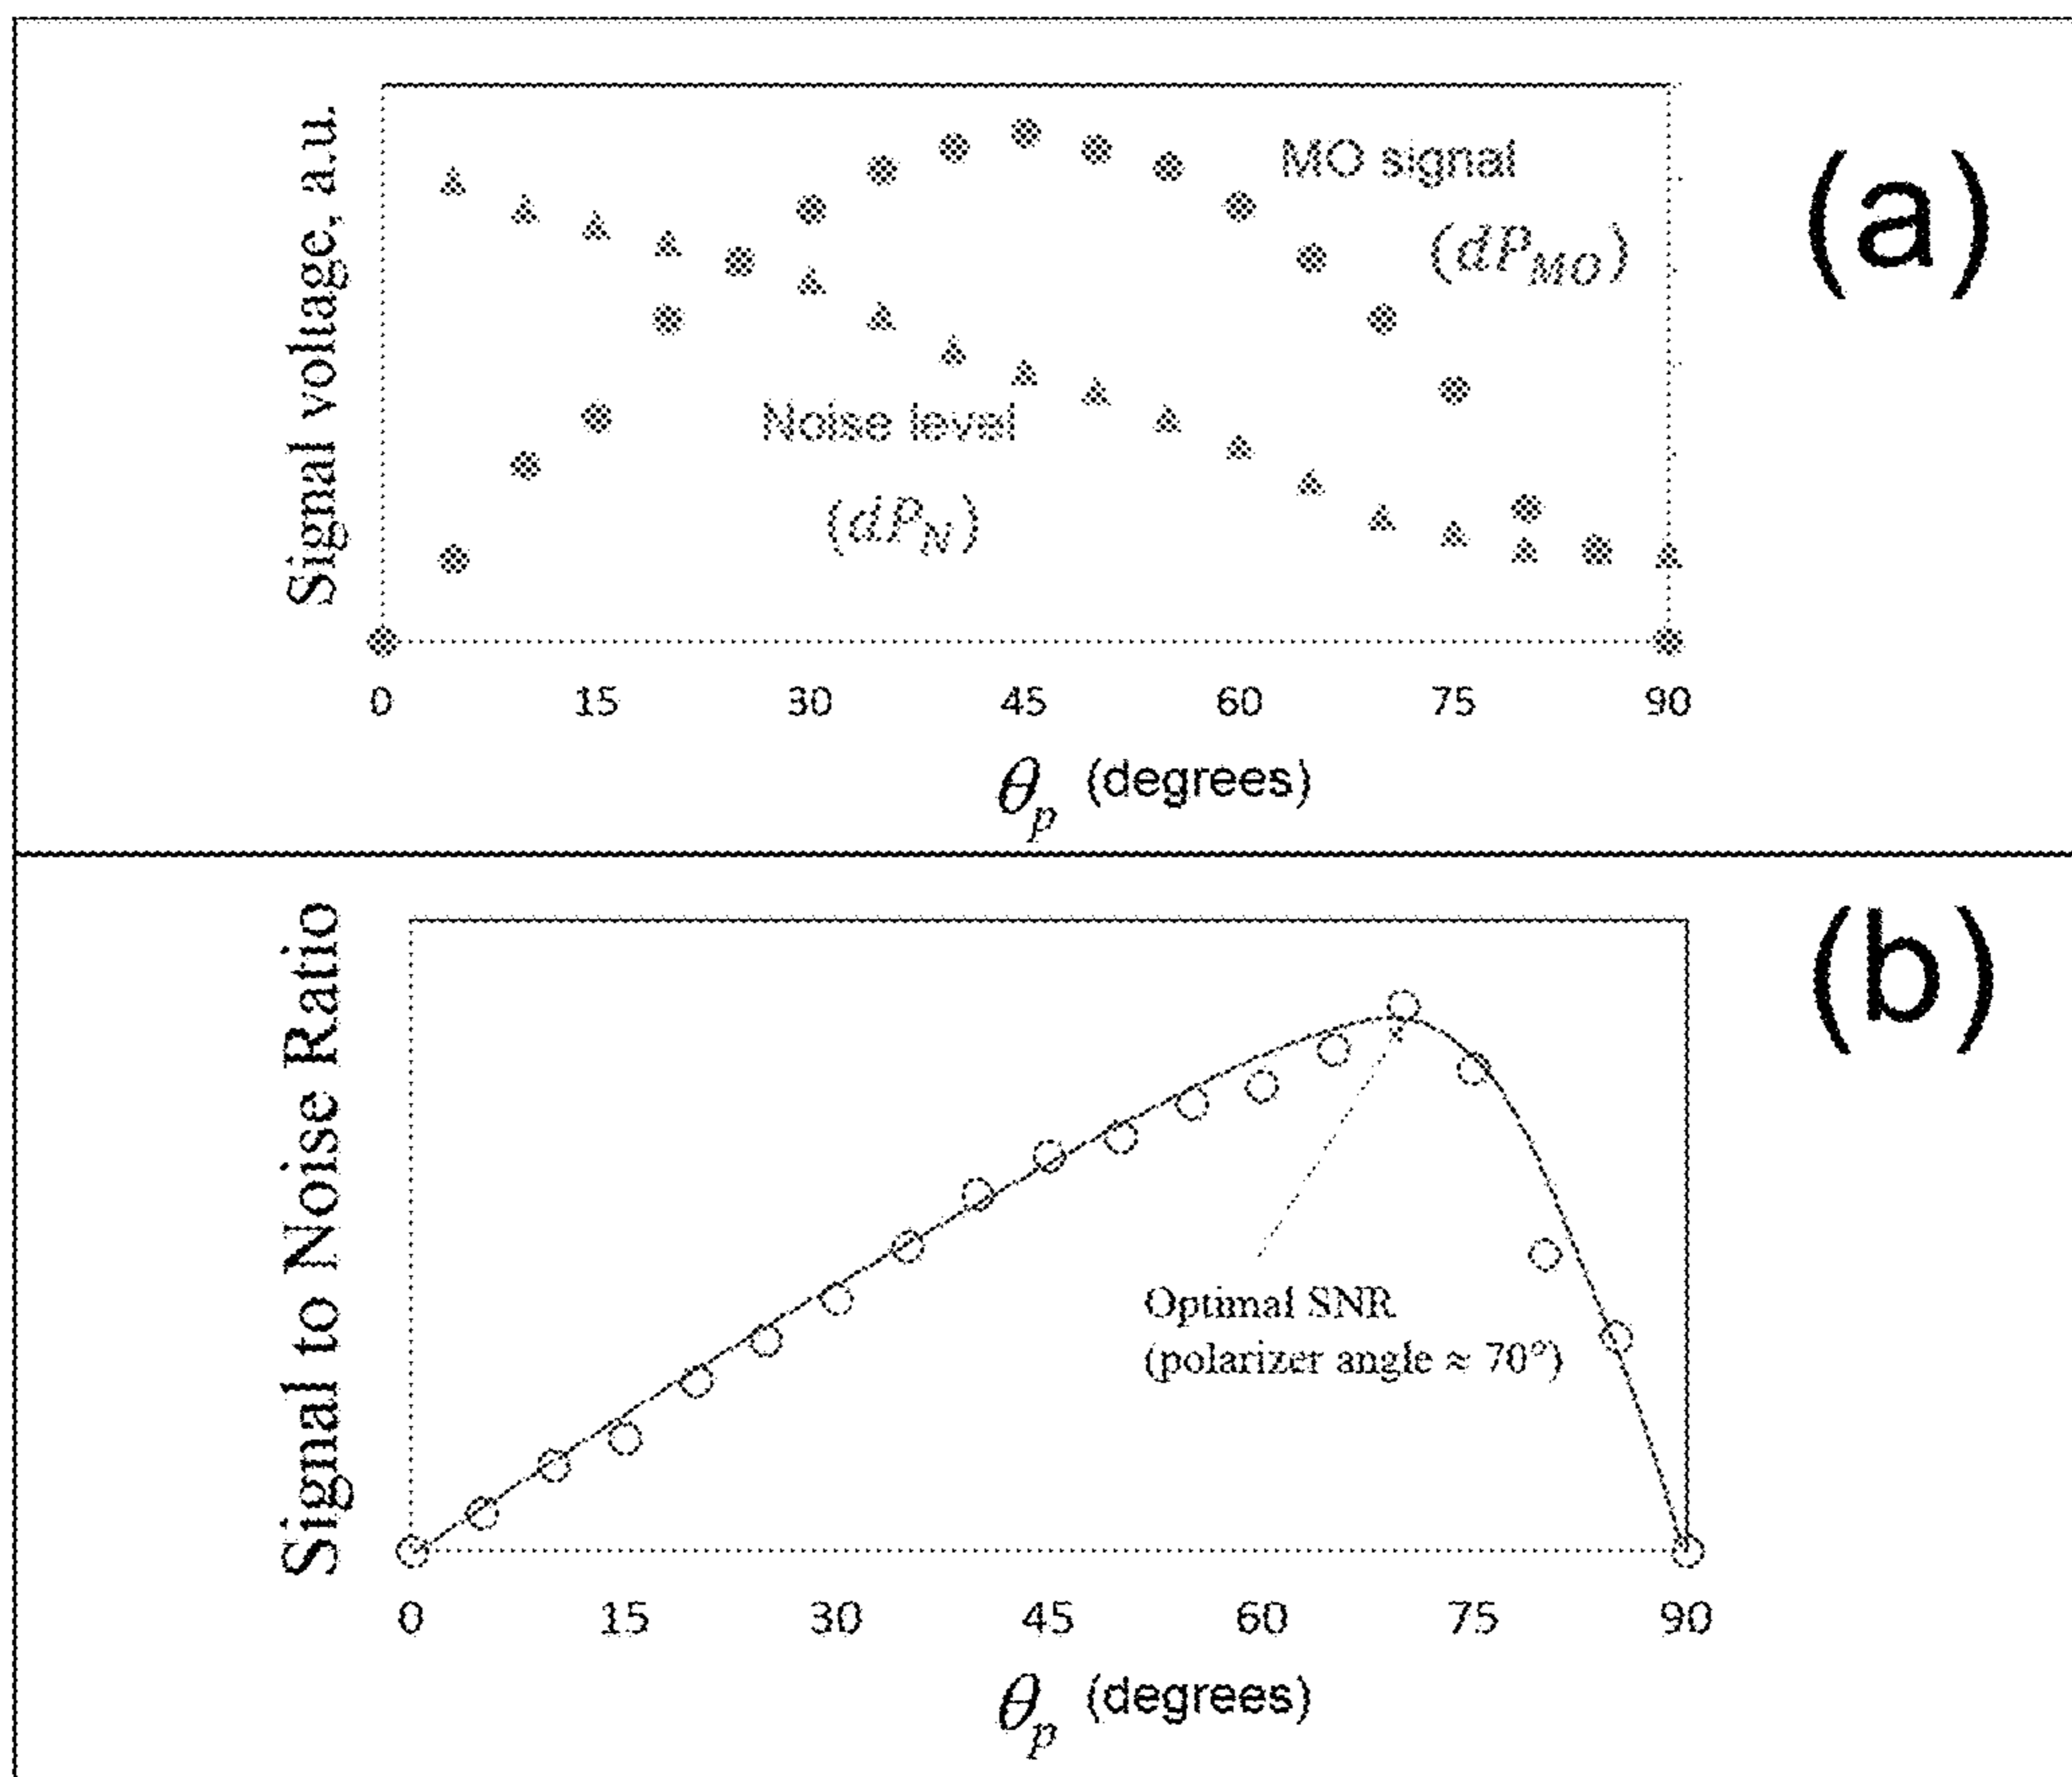 (a)
Signal voltage, a.u.
MO signal
(dP_MO)
Noise level
(dP_N)
0 15 30 45 60 75 90
θ_p (degrees)
(b)
Signal to Noise Ratio
Optimal SNR
(polarizer angle ≈ 70°)
0 15 30 45 60 75 90
θ_p (degrees)